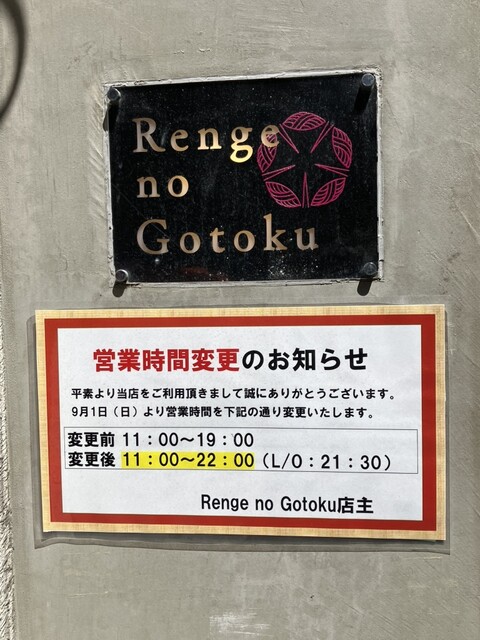 Renge
no
Gotoku
営業時間変更のお知らせ
平素より当店をご利用頂きまして誠にありがとうございます。
9月1日（日）より営業時間を下記の通り変更いたします。
変更前 11：00～19：00
変更後 11：00～22：00（L/O：21：30）
Renge no Gotoku店主